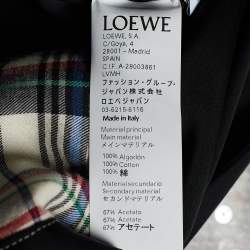 LOEWE
LOEWE, S.A.
C/Goya, 4
28001 - Madrid
SPAIN
C.I.F A-28003861
LVMH
ファッション・グループ・
ジャパン株式会社
ロエベジャパン
03-6215-6116
Made in Italy
Material principal
Main material
メインマテリアル
100% Algodón
100% Cotton
100% 綿
Material secundario
Secondary material
セカンドマテリアル
67% Acetato
67% Acetate
67% アセテート